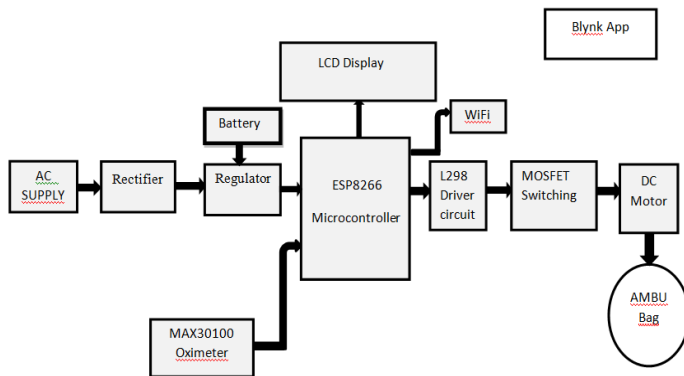 Blynk App
LCD Display
Battery
WiFi
AC
SUPPLY
Rectifier
Regulator
ESP8266
Microcontroller
L298
Driver
circuit
MOSFET
Switching
DC
Motor
MAX30100
Oximeter
AMBU
Bag